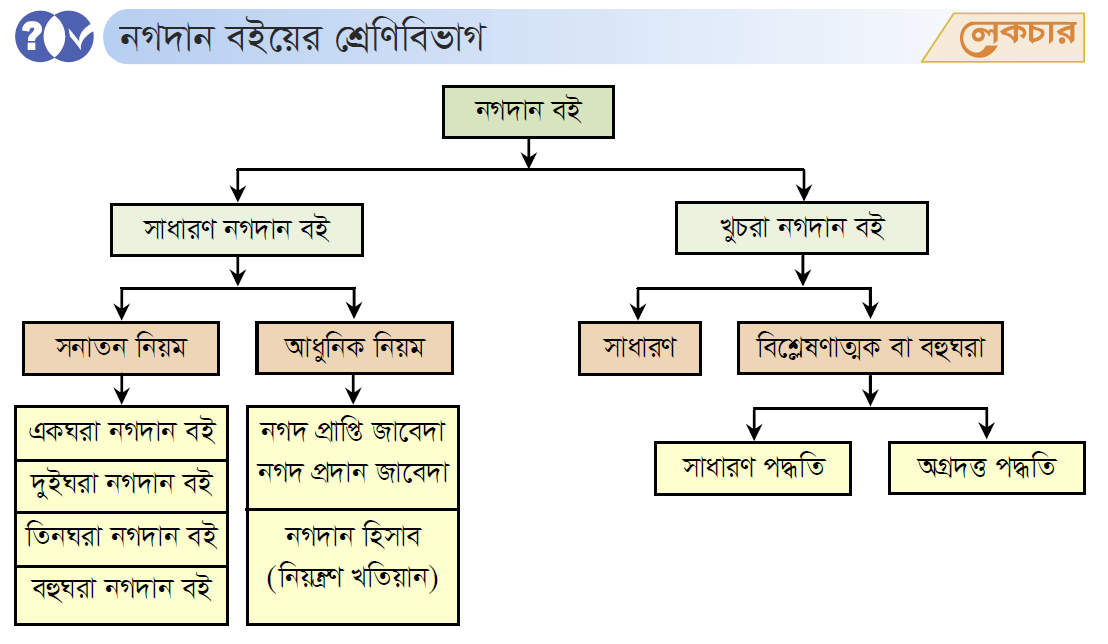 নগদান বইয়ের শ্রেণিবিভাগ
লেকচার
নগদান বই
সাধারণ নগদান বই
খুচরা নগদান বই
সনাতন নিয়ম
আধুনিক নিয়ম
সাধারণ
বিশ্লেষণাত্মক বা বহুঘরা
একঘরা নগদান বই
দুইঘরা নগদান বই
তিনঘরা নগদান বই
বহুঘরা নগদান বই
নগদ প্রাপ্তি জাবেদা
নগদ প্রদান জাবেদা
নগদান হিসাব
(নিয়ন্ত্রণ খতিয়ান)
সাধারণ পদ্ধতি
অগ্রদত্ত পদ্ধতি